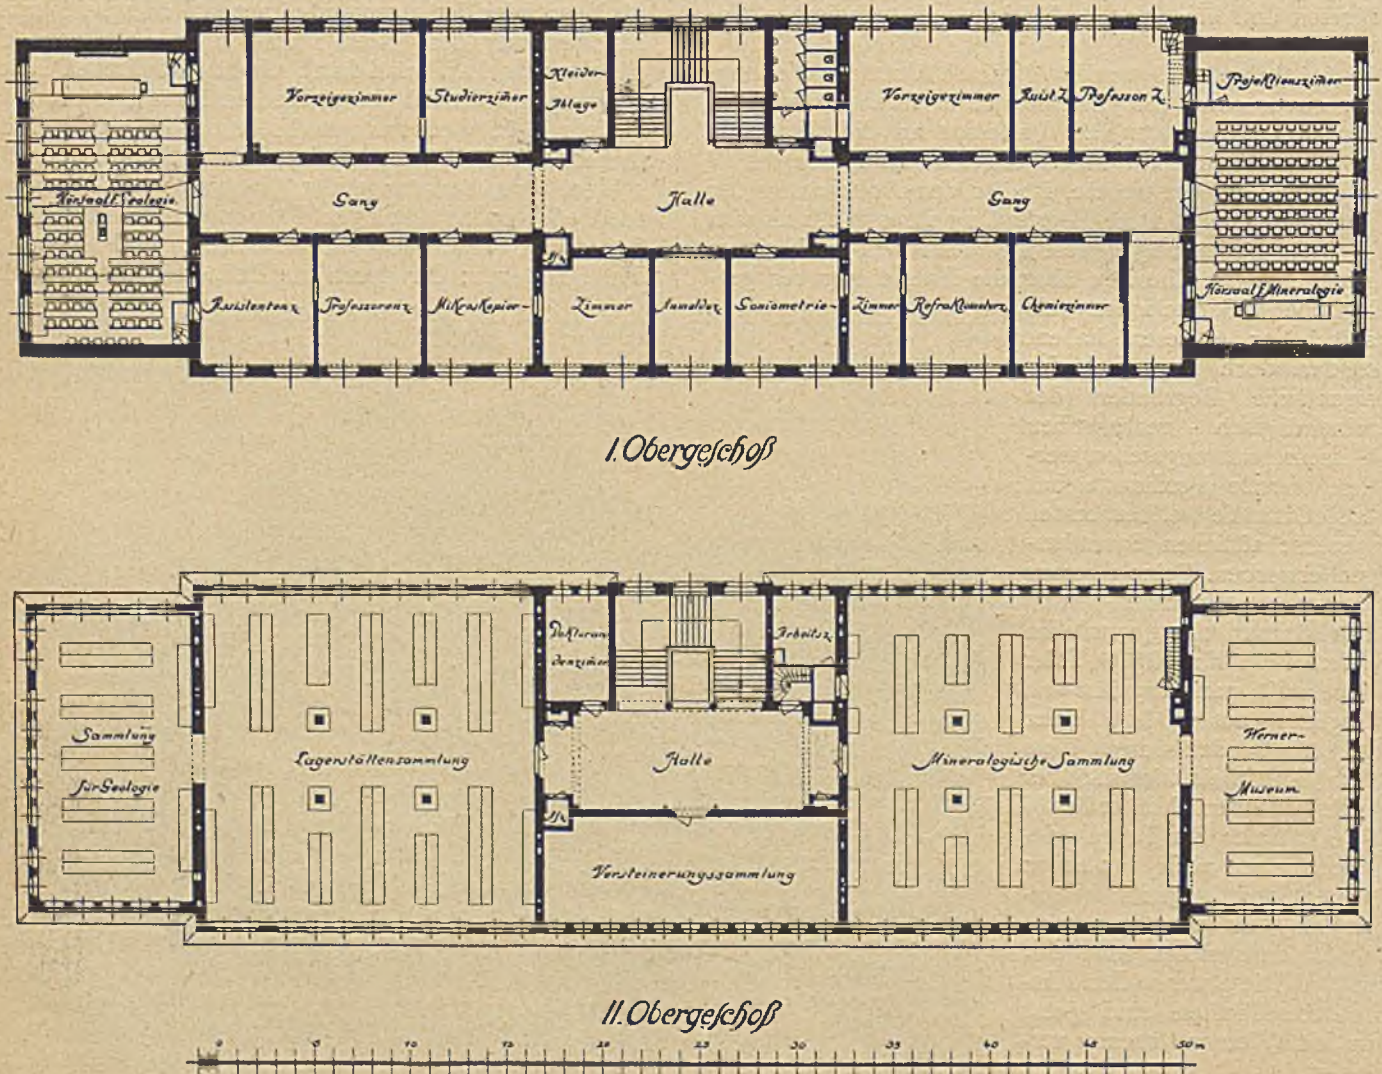 Vorzeigezimmer
Studierzimmer
Kleider-
Ablage
Vorzeigezimmer
Assist. Z.
Professor Z.
Projektionszimmer
Hörsaal f. Geologie
Gang
Halle
Gang
Assistentenz.
Professorenz.
Mikroskopier-
Zimmer
Goniometrie-
Zimmer
Chemiezimmer
Hörsaal f. Mineralogie
I. Obergeſchoß
Doktoran-
denzimmer
Arbeitsz.
Sammlung
für Geologie
Lagerstättensammlung
Halle
Mineralogische Sammlung
Werner-
Museum
Versteinerungssammlung
II. Obergeſchoß
0 5 10 15 20 25 30 35 40 45 50 m